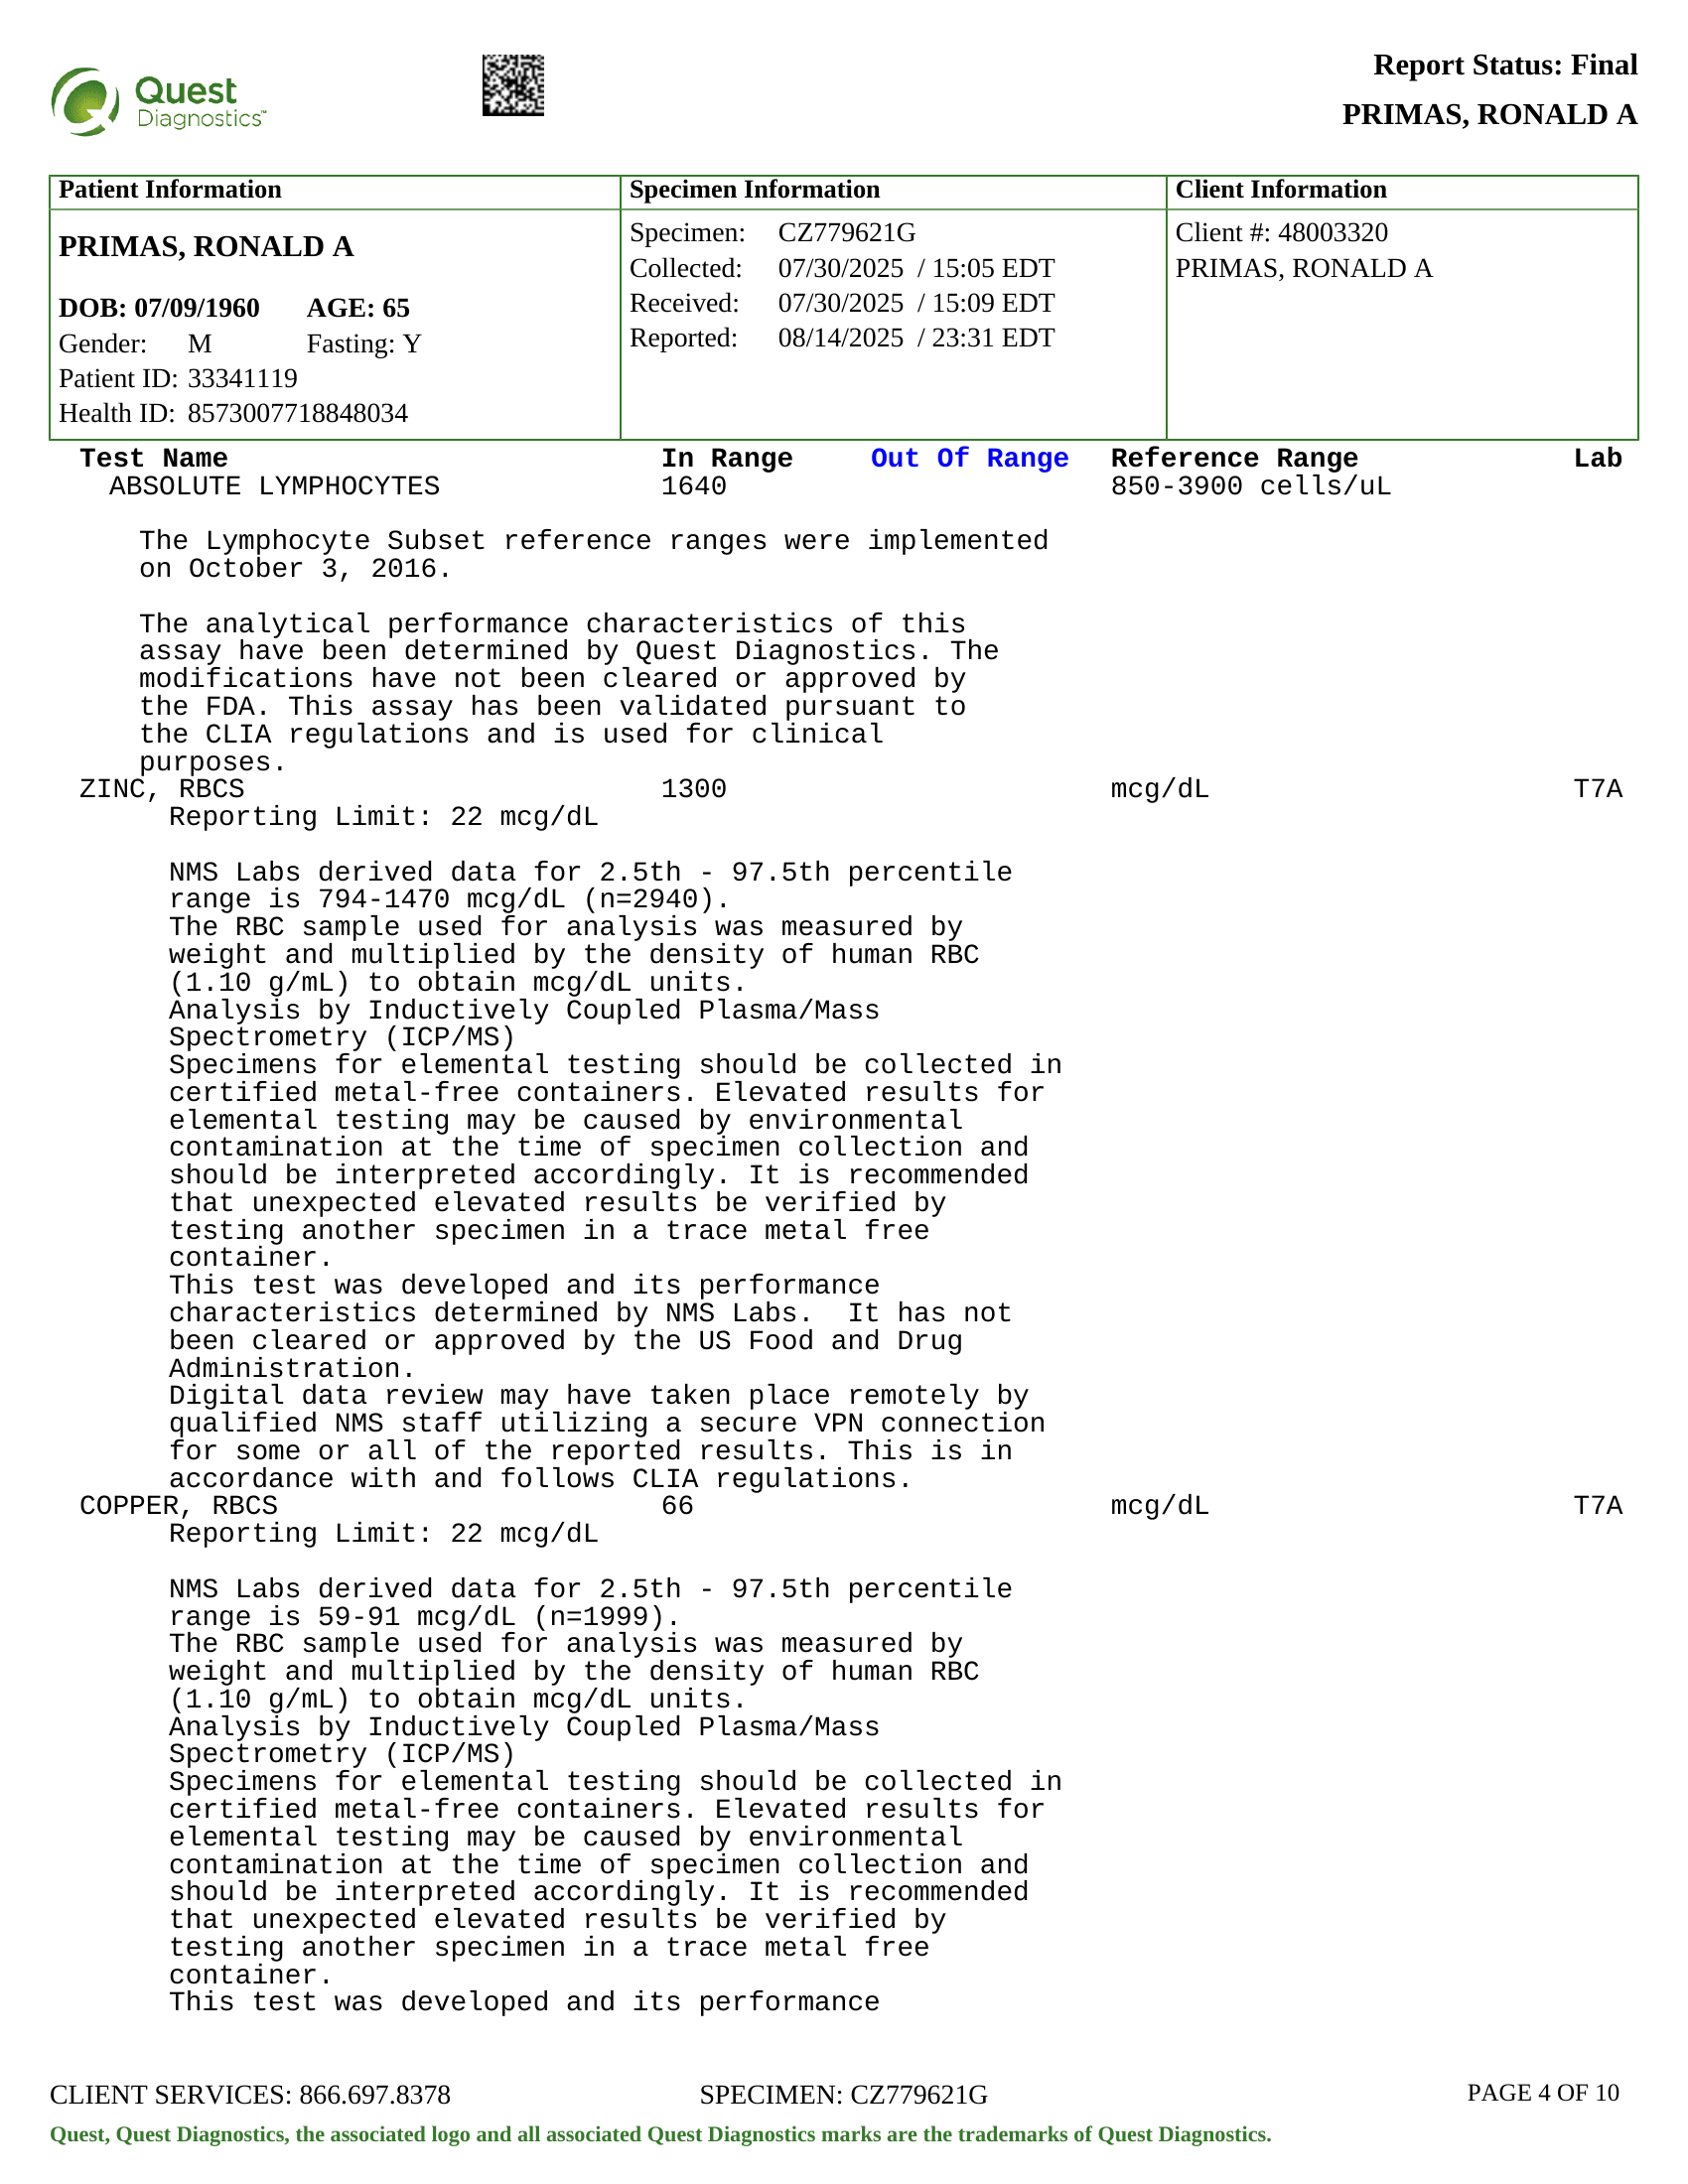 Quest
Diagnostics™
Report Status: Final
PRIMAS, RONALD A
Patient Information
Specimen Information
Client Information
PRIMAS, RONALD A
DOB: 07/09/1960 AGE: 65
Gender: M Fasting: Y
Patient ID: 33341119
Health ID: 8573007718848034
Specimen: CZ779621G
Collected: 07/30/2025 / 15:05 EDT
Received: 07/30/2025 / 15:09 EDT
Reported: 08/14/2025 / 23:31 EDT
Client #: 48003320
PRIMAS, RONALD A
Test Name In Range Out Of Range Reference Range Lab
ABSOLUTE LYMPHOCYTES 1640 850-3900 cells/uL
The Lymphocyte Subset reference ranges were implemented
on October 3, 2016.
The analytical performance characteristics of this
assay have been determined by Quest Diagnostics. The
modifications have not been cleared or approved by
the FDA. This assay has been validated pursuant to
the CLIA regulations and is used for clinical
purposes.
ZINC, RBCS 1300 mcg/dL T7A
Reporting Limit: 22 mcg/dL
NMS Labs derived data for 2.5th - 97.5th percentile
range is 794-1470 mcg/dL (n=2940).
The RBC sample used for analysis was measured by
weight and multiplied by the density of human RBC
(1.10 g/mL) to obtain mcg/dL units.
Analysis by Inductively Coupled Plasma/Mass
Spectrometry (ICP/MS)
Specimens for elemental testing should be collected in
certified metal-free containers. Elevated results for
elemental testing may be caused by environmental
contamination at the time of specimen collection and
should be interpreted accordingly. It is recommended
that unexpected elevated results be verified by
testing another specimen in a trace metal free
container.
This test was developed and its performance
characteristics determined by NMS Labs.  It has not
been cleared or approved by the US Food and Drug
Administration.
Digital data review may have taken place remotely by
qualified NMS staff utilizing a secure VPN connection
for some or all of the reported results. This is in
accordance with and follows CLIA regulations.
COPPER, RBCS 66 mcg/dL T7A
Reporting Limit: 22 mcg/dL
NMS Labs derived data for 2.5th - 97.5th percentile
range is 59-91 mcg/dL (n=1999).
The RBC sample used for analysis was measured by
weight and multiplied by the density of human RBC
(1.10 g/mL) to obtain mcg/dL units.
Analysis by Inductively Coupled Plasma/Mass
Spectrometry (ICP/MS)
Specimens for elemental testing should be collected in
certified metal-free containers. Elevated results for
elemental testing may be caused by environmental
contamination at the time of specimen collection and
should be interpreted accordingly. It is recommended
that unexpected elevated results be verified by
testing another specimen in a trace metal free
container.
This test was developed and its performance
CLIENT SERVICES: 866.697.8378 SPECIMEN: CZ779621G PAGE 4 OF 10
Quest, Quest Diagnostics, the associated logo and all associated Quest Diagnostics marks are the trademarks of Quest Diagnostics.